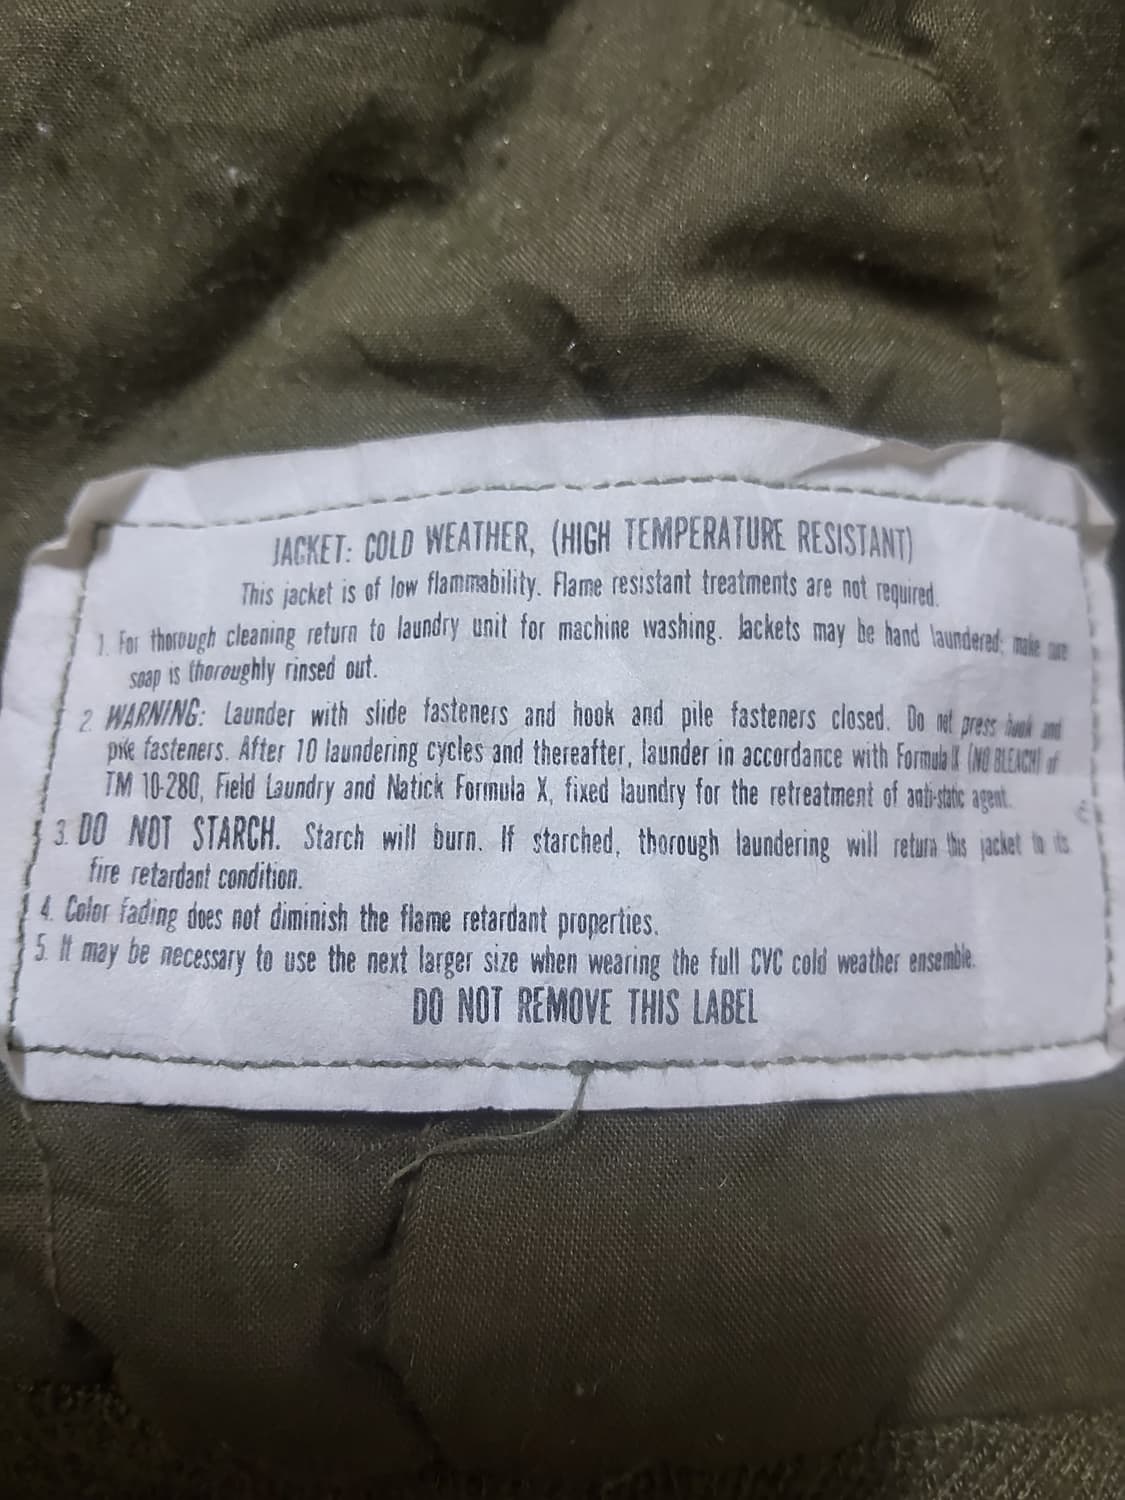 JACKET: COLD WEATHER, (HIGH TEMPERATURE RESISTANT)
This jacket is of low flammability. Flame resistant treatments are not required.
1. For thorough cleaning return to laundry unit for machine washing. Jackets may be hand laundered; make sure
soap is thoroughly rinsed out.
2. WARNING: Launder with slide fasteners and hook and pile fasteners closed. Do not press hook and
pile fasteners. After 10 laundering cycles and thereafter, launder in accordance with Formula IX (NO BLEACH) of
TM 10-280, Field Laundry and Natick Formula X, fixed laundry for the retreatment of anti-static agent.
3. DO NOT STARCH. Starch will burn. If starched, thorough laundering will return this jacket to its
fire retardant condition.
4. Color fading does not diminish the flame retardant properties.
5. It may be necessary to use the next larger size when wearing the full CVC cold weather ensemble.
DO NOT REMOVE THIS LABEL